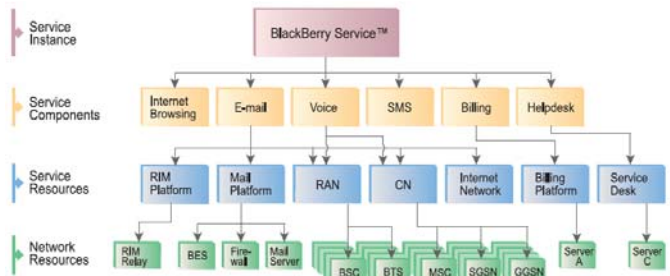 Service
Instance
BlackBerry Service™
Service
Components
Internet
Browsing
E-mail
Voice
SMS
Billing
Helpdesk
Service
Resources
RIM
Platform
Mail
Platform
RAN
CN
Internet
Network
Billing
Platform
Service
Desk
Network
Resources
RIM
Relay
BES
Fire-
wall
Mail
Server
BSC
BTS
MSC
SGSN
GGSN
Server
A
Server
C